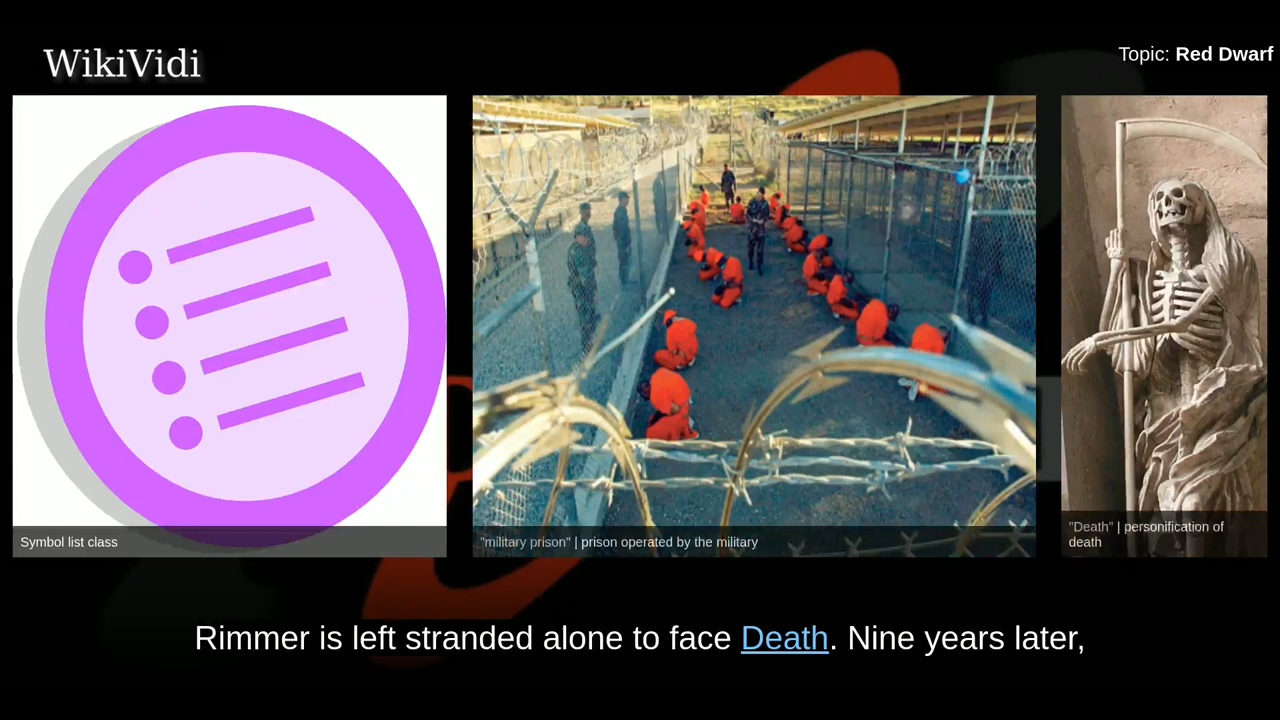 WikiVidi
Topic: Red Dwarf
Symbol list class
"military prison" | prison operated by the military
"Death" | personification of
death
Rimmer is left stranded alone to face Death. Nine years later,